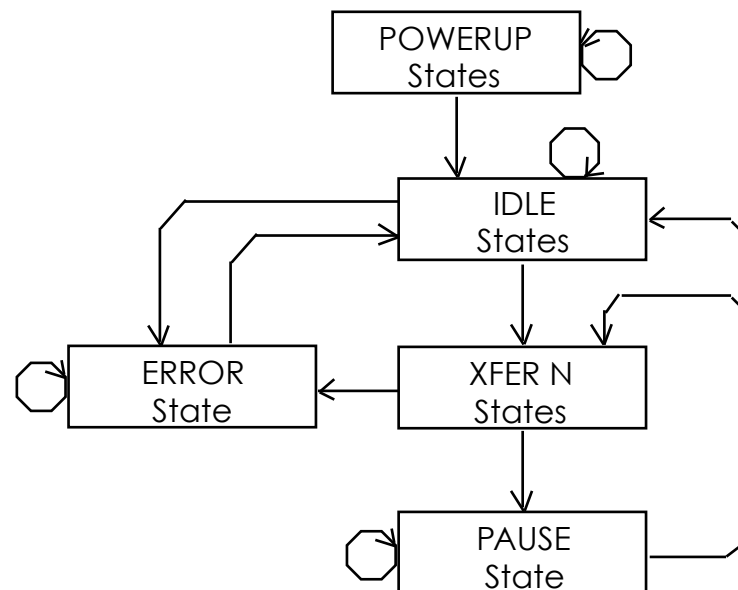 POWERUP
States
IDLE
States
ERROR
State
XFER N
States
PAUSE
State